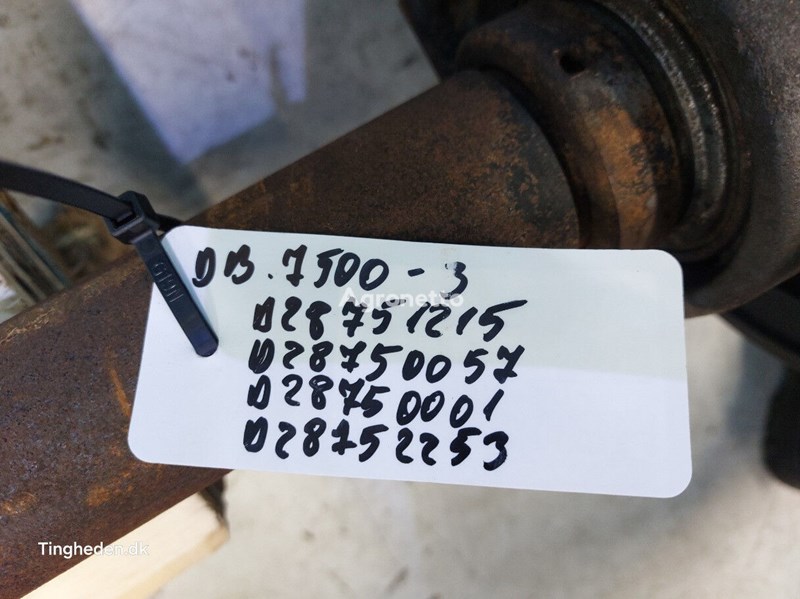 DB.7500-3
D28751215
D28750057
D28750001
D28752253
Agronetto
Tingheden.dk